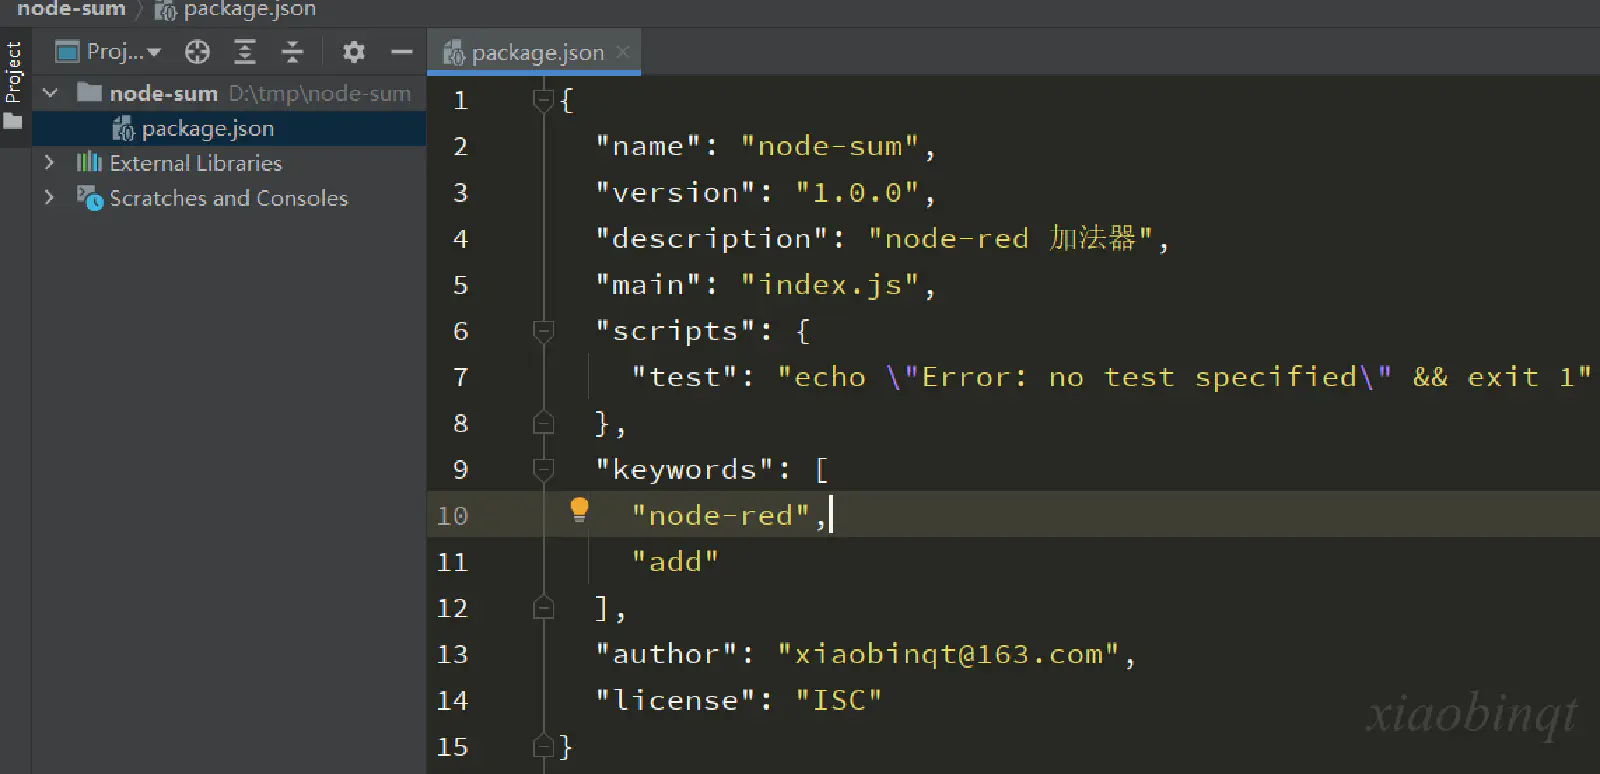 node-sum package.json
Project
Proj...
package.json
node-sum D:\tmp\node-sum
package.json
External Libraries
Scratches and Consoles
1 {
2 "name": "node-sum",
3 "version": "1.0.0",
4 "description": "node-red 加法器",
5 "main": "index.js",
6 "scripts": {
7 "test": "echo \"Error: no test specified\" && exit 1"
8 },
9 "keywords": [
10 "node-red",
11 "add"
12 ],
13 "author": "xiaobinqt@163.com",
14 "license": "ISC"
15 }
xiaobinqt